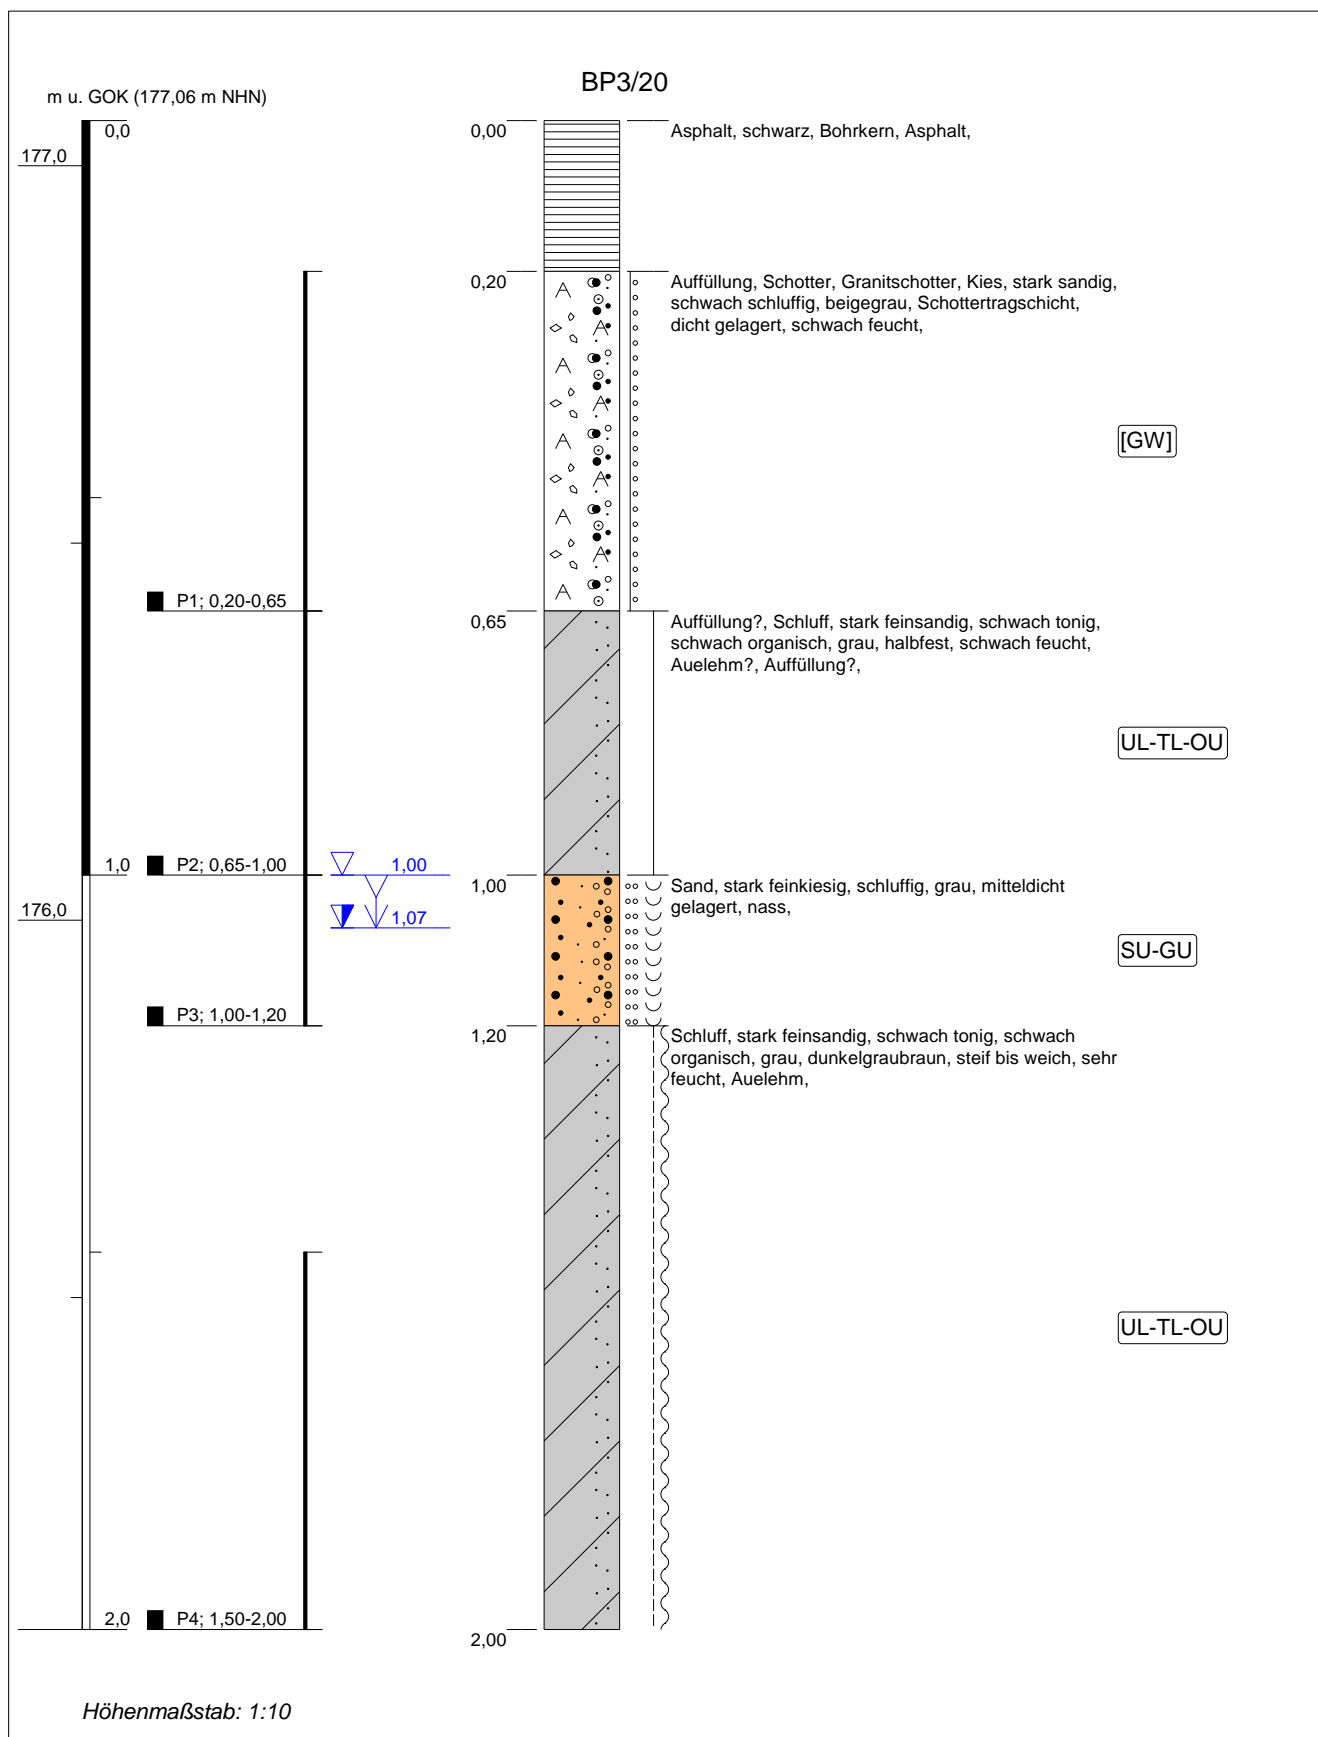 BP3/20
m u. GOK (177,06 m NHN)
0,0
0,00
Asphalt, schwarz, Bohrkern, Asphalt,
177,0
0,20
Auffüllung, Schotter, Granitschotter, Kies, stark sandig,
schwach schluffig, beigegrau, Schottertragschicht,
dicht gelagert, schwach feucht,
[GW]
P1; 0,20-0,65
0,65
Auffüllung?, Schluff, stark feinsandig, schwach tonig,
schwach organisch, grau, halbfest, schwach feucht,
Auelehm?, Auffüllung?,
UL-TL-OU
1,0
P2; 0,65-1,00
1,00
1,00
Sand, stark feinkiesig, schluffig, grau, mitteldicht
gelagert, nass,
176,0
1,07
SU-GU
P3; 1,00-1,20
1,20
Schluff, stark feinsandig, schwach tonig, schwach
organisch, grau, dunkelgraubraun, steif bis weich, sehr
feucht, Auelehm,
UL-TL-OU
2,0
P4; 1,50-2,00
2,00
Höhenmaßstab: 1:10